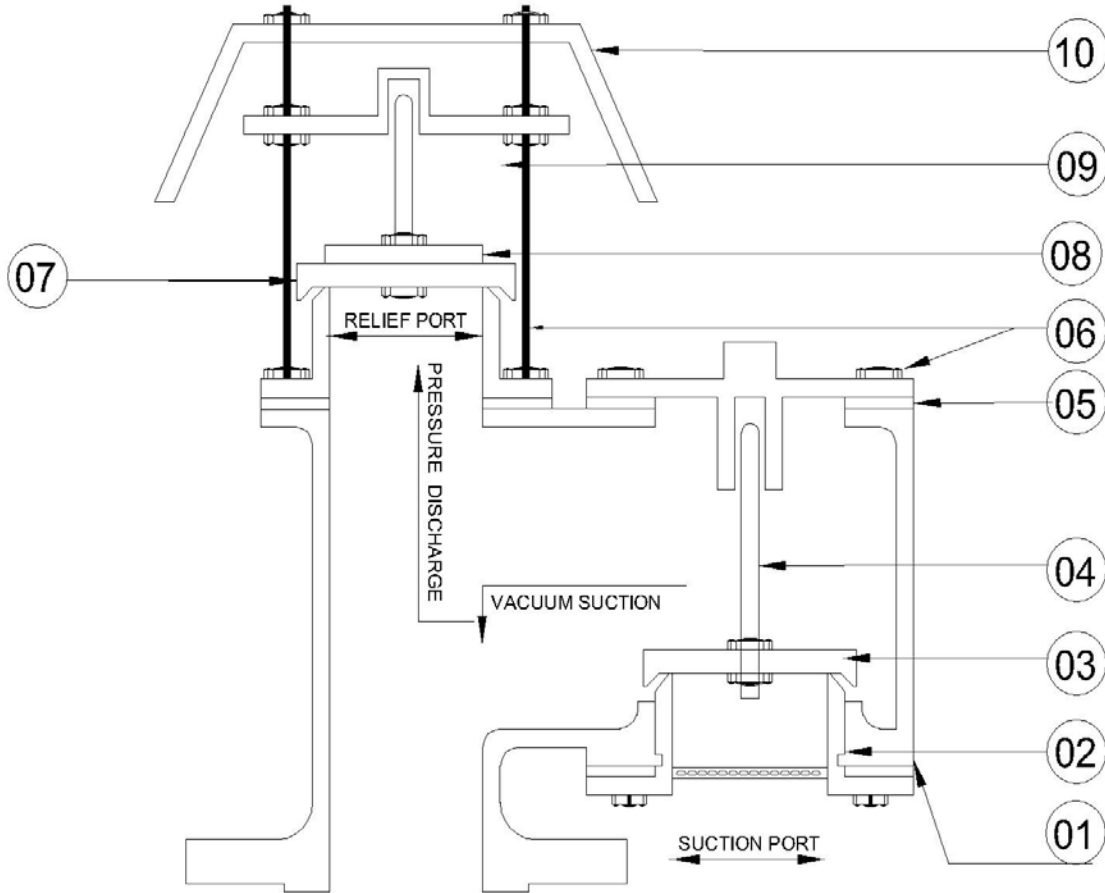 10
09
08
07
RELIEF PORT
06
PRESSURE DISCHARGE
05
04
VACUUM SUCTION
03
02
SUCTION PORT
01